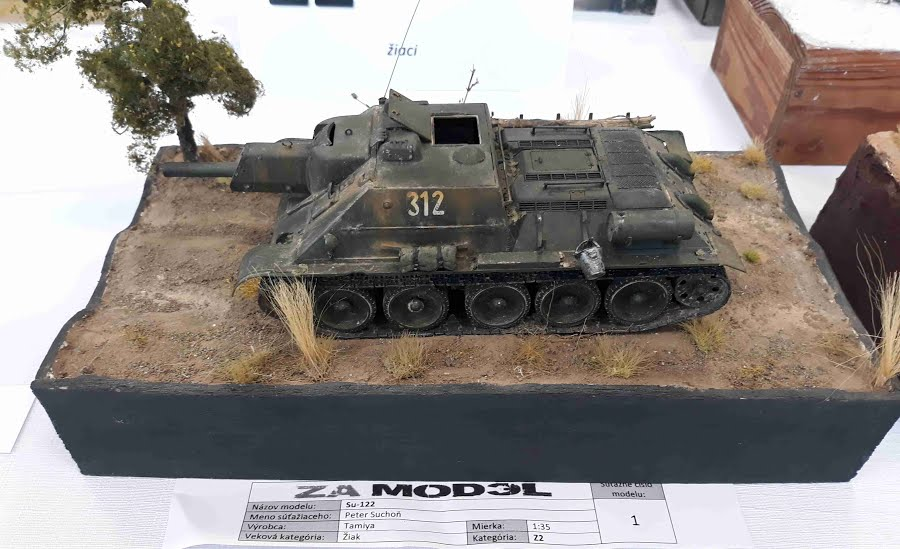 žiaci
312
ZA MODEL
Súťažné číslo
modelu:
1
Názov modelu: Su-122
Meno súťažiaceho: Peter Suchoň
Výrobca: Tamiya Mierka: 1:35
Veková kategória: Žiak Kategória: Z2